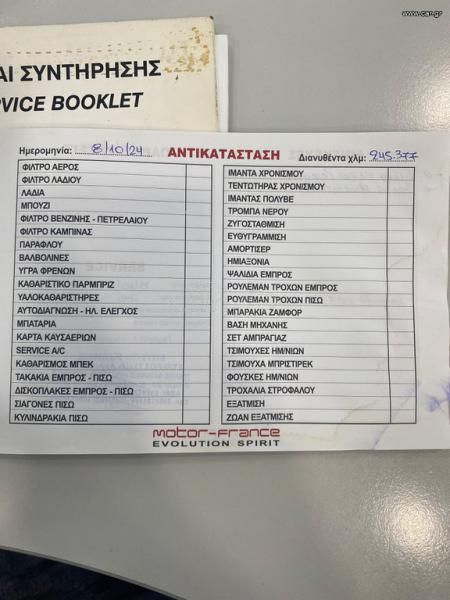 www.car.gr
ΑΙ ΣΥΝΤΗΡΗΣΗΣ
RVICE BOOKLET
Ημερομηνία: 8/10/24 ΑΝΤΙΚΑΤΑΣΤΑΣΗ Διανυθέντα χλμ: 245.377
ΦΙΛΤΡΟ ΑΕΡΟΣ
ΦΙΛΤΡΟ ΛΑΔΙΟΥ
ΛΑΔΙΑ
ΜΠΟΥΖΙ
ΦΙΛΤΡΟ ΒΕΝΖΙΝΗΣ - ΠΕΤΡΕΛΑΙΟΥ
ΦΙΛΤΡΟ ΚΑΜΠΙΝΑΣ
ΠΑΡΑΦΛΟΥ
ΒΑΛΒΟΛΙΝΕΣ
ΥΓΡΑ ΦΡΕΝΩΝ
ΚΑΘΑΡΙΣΤΙΚΟ ΠΑΡΜΠΡΙΖ
ΥΑΛΟΚΑΘΑΡΙΣΤΗΡΕΣ
ΑΥΤΟΔΙΑΓΝΩΣΗ - ΗΛ. ΕΛΕΓΧΟΣ
ΜΠΑΤΑΡΙΑ
ΚΑΡΤΑ ΚΑΥΣΑΕΡΙΩΝ
SERVICE A/C
ΚΑΘΑΡΙΣΜΟΣ ΜΠΕΚ
ΤΑΚΑΚΙΑ ΕΜΠΡΟΣ - ΠΙΣΩ
ΔΙΣΚΟΠΛΑΚΕΣ ΕΜΠΡΟΣ - ΠΙΣΩ
ΣΙΑΓΟΝΕΣ ΠΙΣΩ
ΚΥΛΙΝΔΡΑΚΙΑ ΠΙΣΩ
ΙΜΑΝΤΑ ΧΡΟΝΙΣΜΟΥ
ΤΕΝΤΩΤΗΡΑΣ ΧΡΟΝΙΣΜΟΥ
ΙΜΑΝΤΑΣ ΠΟΛΥΒΕ
ΤΡΟΜΠΑ ΝΕΡΟΥ
ΖΥΓΟΣΤΑΘΜΙΣΗ
ΕΥΘΥΓΡΑΜΜΙΣΗ
ΑΜΟΡΤΙΣΕΡ
ΗΜΙΑΞΟΝΙΑ
ΨΑΛΙΔΙΑ ΕΜΠΡΟΣ
ΡΟΥΛΕΜΑΝ ΤΡΟΧΩΝ ΕΜΠΡΟΣ
ΡΟΥΛΕΜΑΝ ΤΡΟΧΩΝ ΠΙΣΩ
ΜΠΑΡΑΚΙΑ ΖΑΜΦΟΡ
ΒΑΣΗ ΜΗΧΑΝΗΣ
ΣΕΤ ΑΜΠΡΑΓΙΑΖ
ΤΣΙΜΟΥΧΕΣ ΗΜ/ΝΙΩΝ
ΤΣΙΜΟΥΧΑ ΜΠΡΙΣΤΙΡΕΚ
ΦΟΥΣΚΕΣ ΗΜ/ΝΙΩΝ
ΤΡΟΧΑΛΙΑ ΣΤΡΟΦΑΛΟΥ
ΕΞΑΤΜΙΣΗ
ΖΩΑΝ ΕΞΑΤΜΙΣΗΣ
motor-france
EVOLUTION SPIRIT